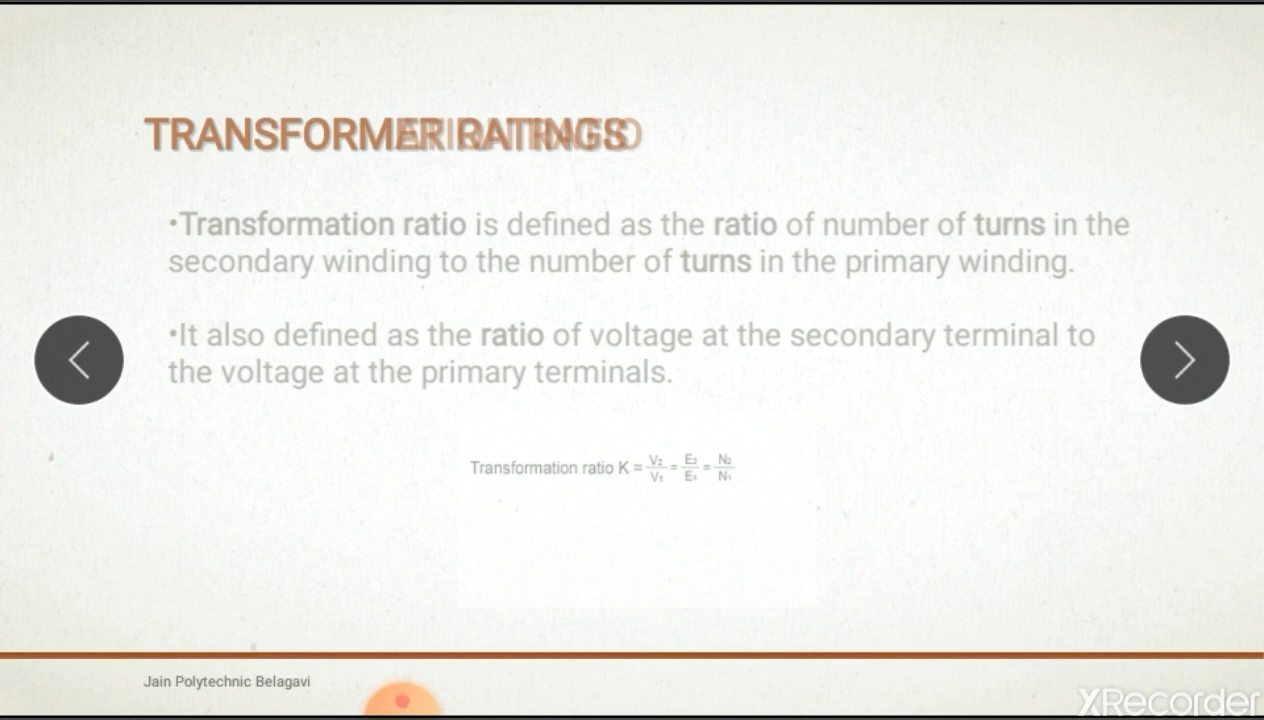 TRANSFORMER RATINGS
•Transformation ratio is defined as the ratio of number of turns in the
secondary winding to the number of turns in the primary winding.
•It also defined as the ratio of voltage at the secondary terminal to
the voltage at the primary terminals.
Transformation ratio K = V₂/V₁ = E₂/E₁ = N₂/N₁
Jain Polytechnic Belagavi
XRecorder